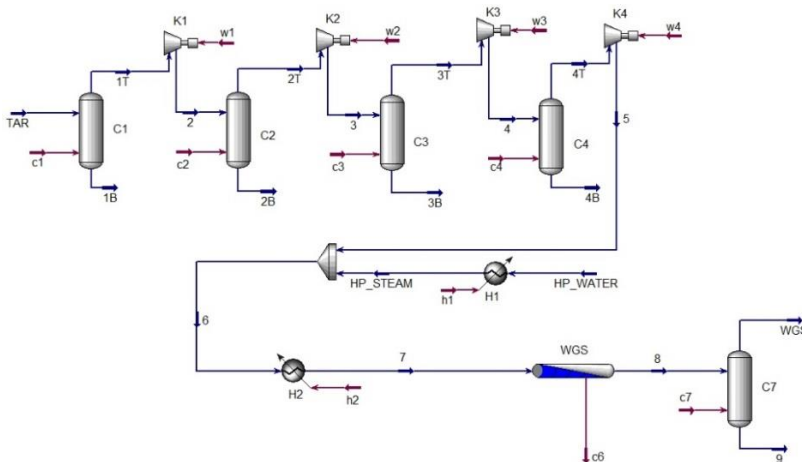 K1
w1
K2
w2
K3
w3
K4
w4
1T
2T
3T
4T
TAR
2
3
4
5
C1
C2
C3
C4
c1
c2
c3
c4
1B
2B
3B
4B
HP_STEAM
HP_WATER
h1
H1
6
WGS
7
WGS
8
C7
H2
h2
c7
c6
9